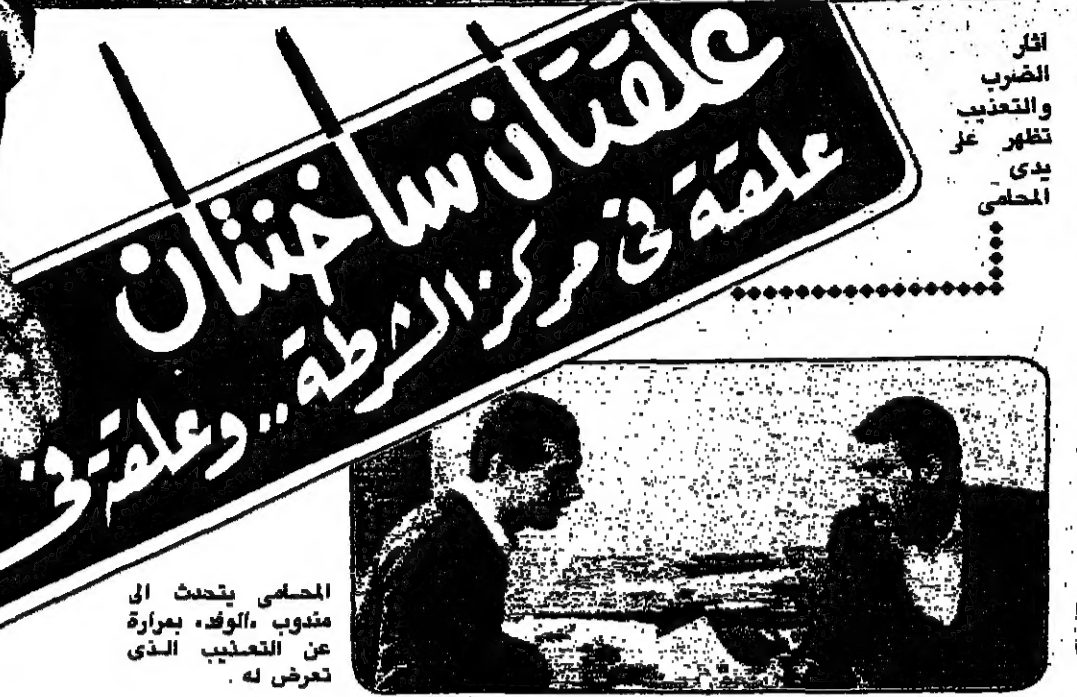 آثار
الضرب
والتعذيب
تظهر على
يدى
المحامى
علقتان ساخنتان
علقة فى مركز الشرطة .. وعلقة فى
المحامى يتحدث الى
مندوب «الوفد» بمرارة
عن التعذيب الذى
تعرض له .